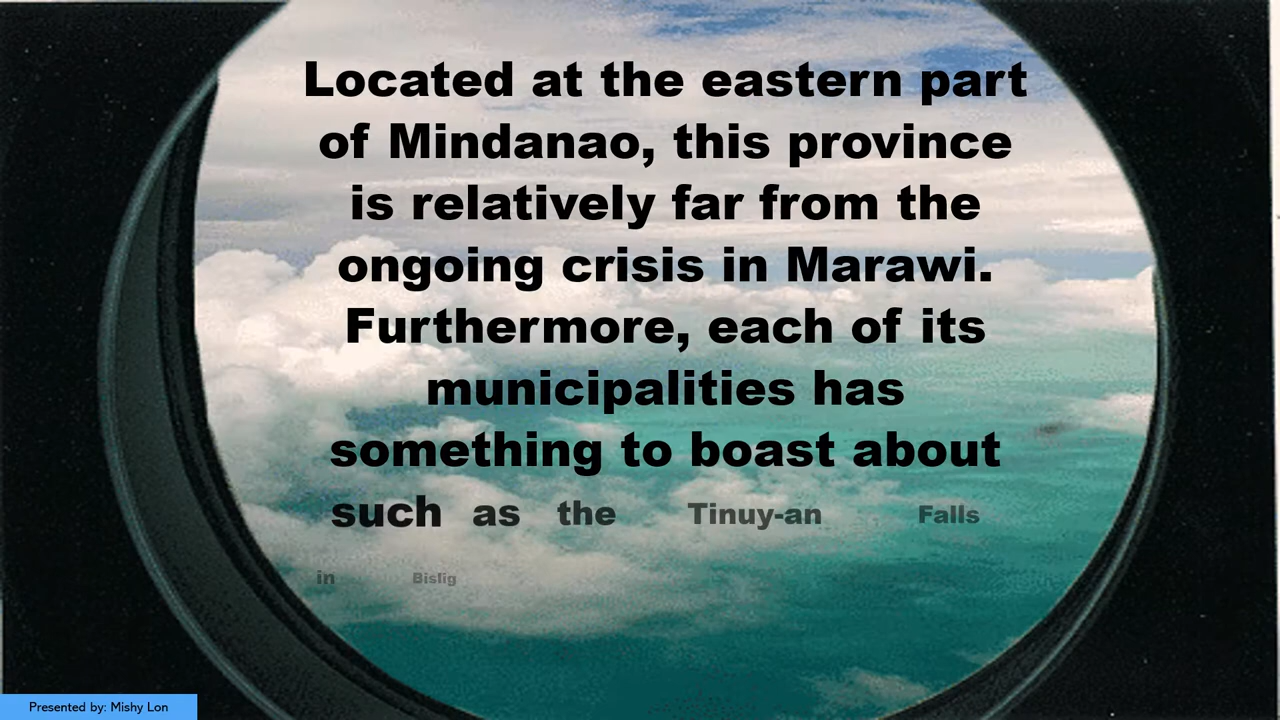 Located at the eastern part
of Mindanao, this province
is relatively far from the
ongoing crisis in Marawi.
Furthermore, each of its
municipalities has
something to boast about
such as the Tinuy-an Falls
in Bislig
Presented by: Mishy Lon